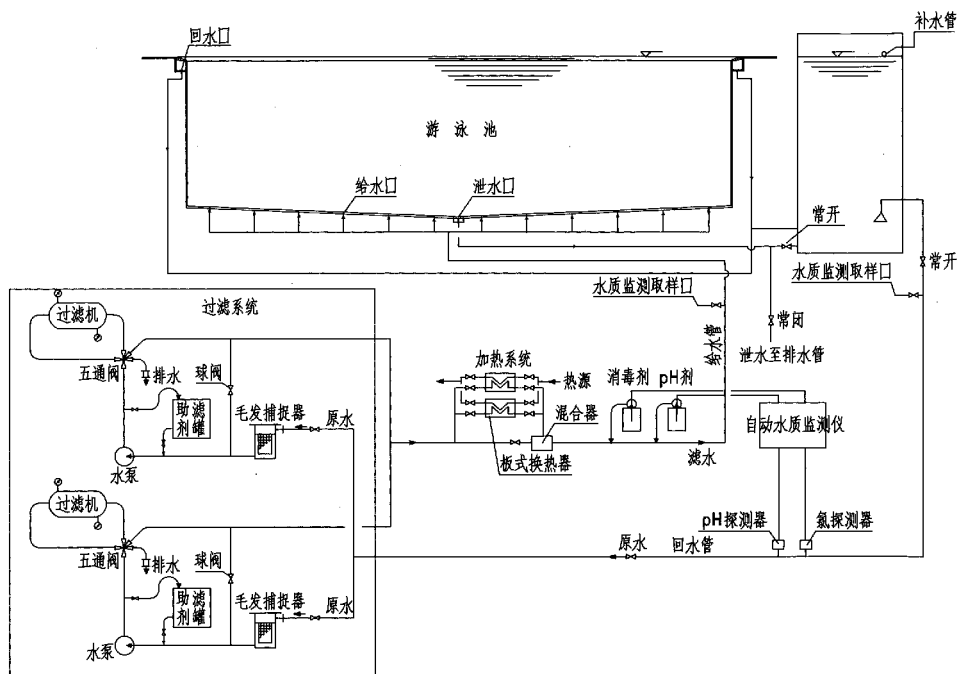 补水管
回水口
游泳池
给水口
泄水口
常开
常开
水质监测取样口
水质监测取样口
过滤系统
过滤机
给水管
常闭
泄水至排水管
加热系统
热源
消毒剂
pH剂
五通阀
排水
球阀
助滤
剂罐
毛发捕捉器
原水
混合器
自动水质监测仪
板式换热器
滤水
水泵
过滤机
pH探测器
氯探测器
原水
回水管
五通阀
排水
球阀
助滤
剂罐
毛发捕捉器
原水
水泵